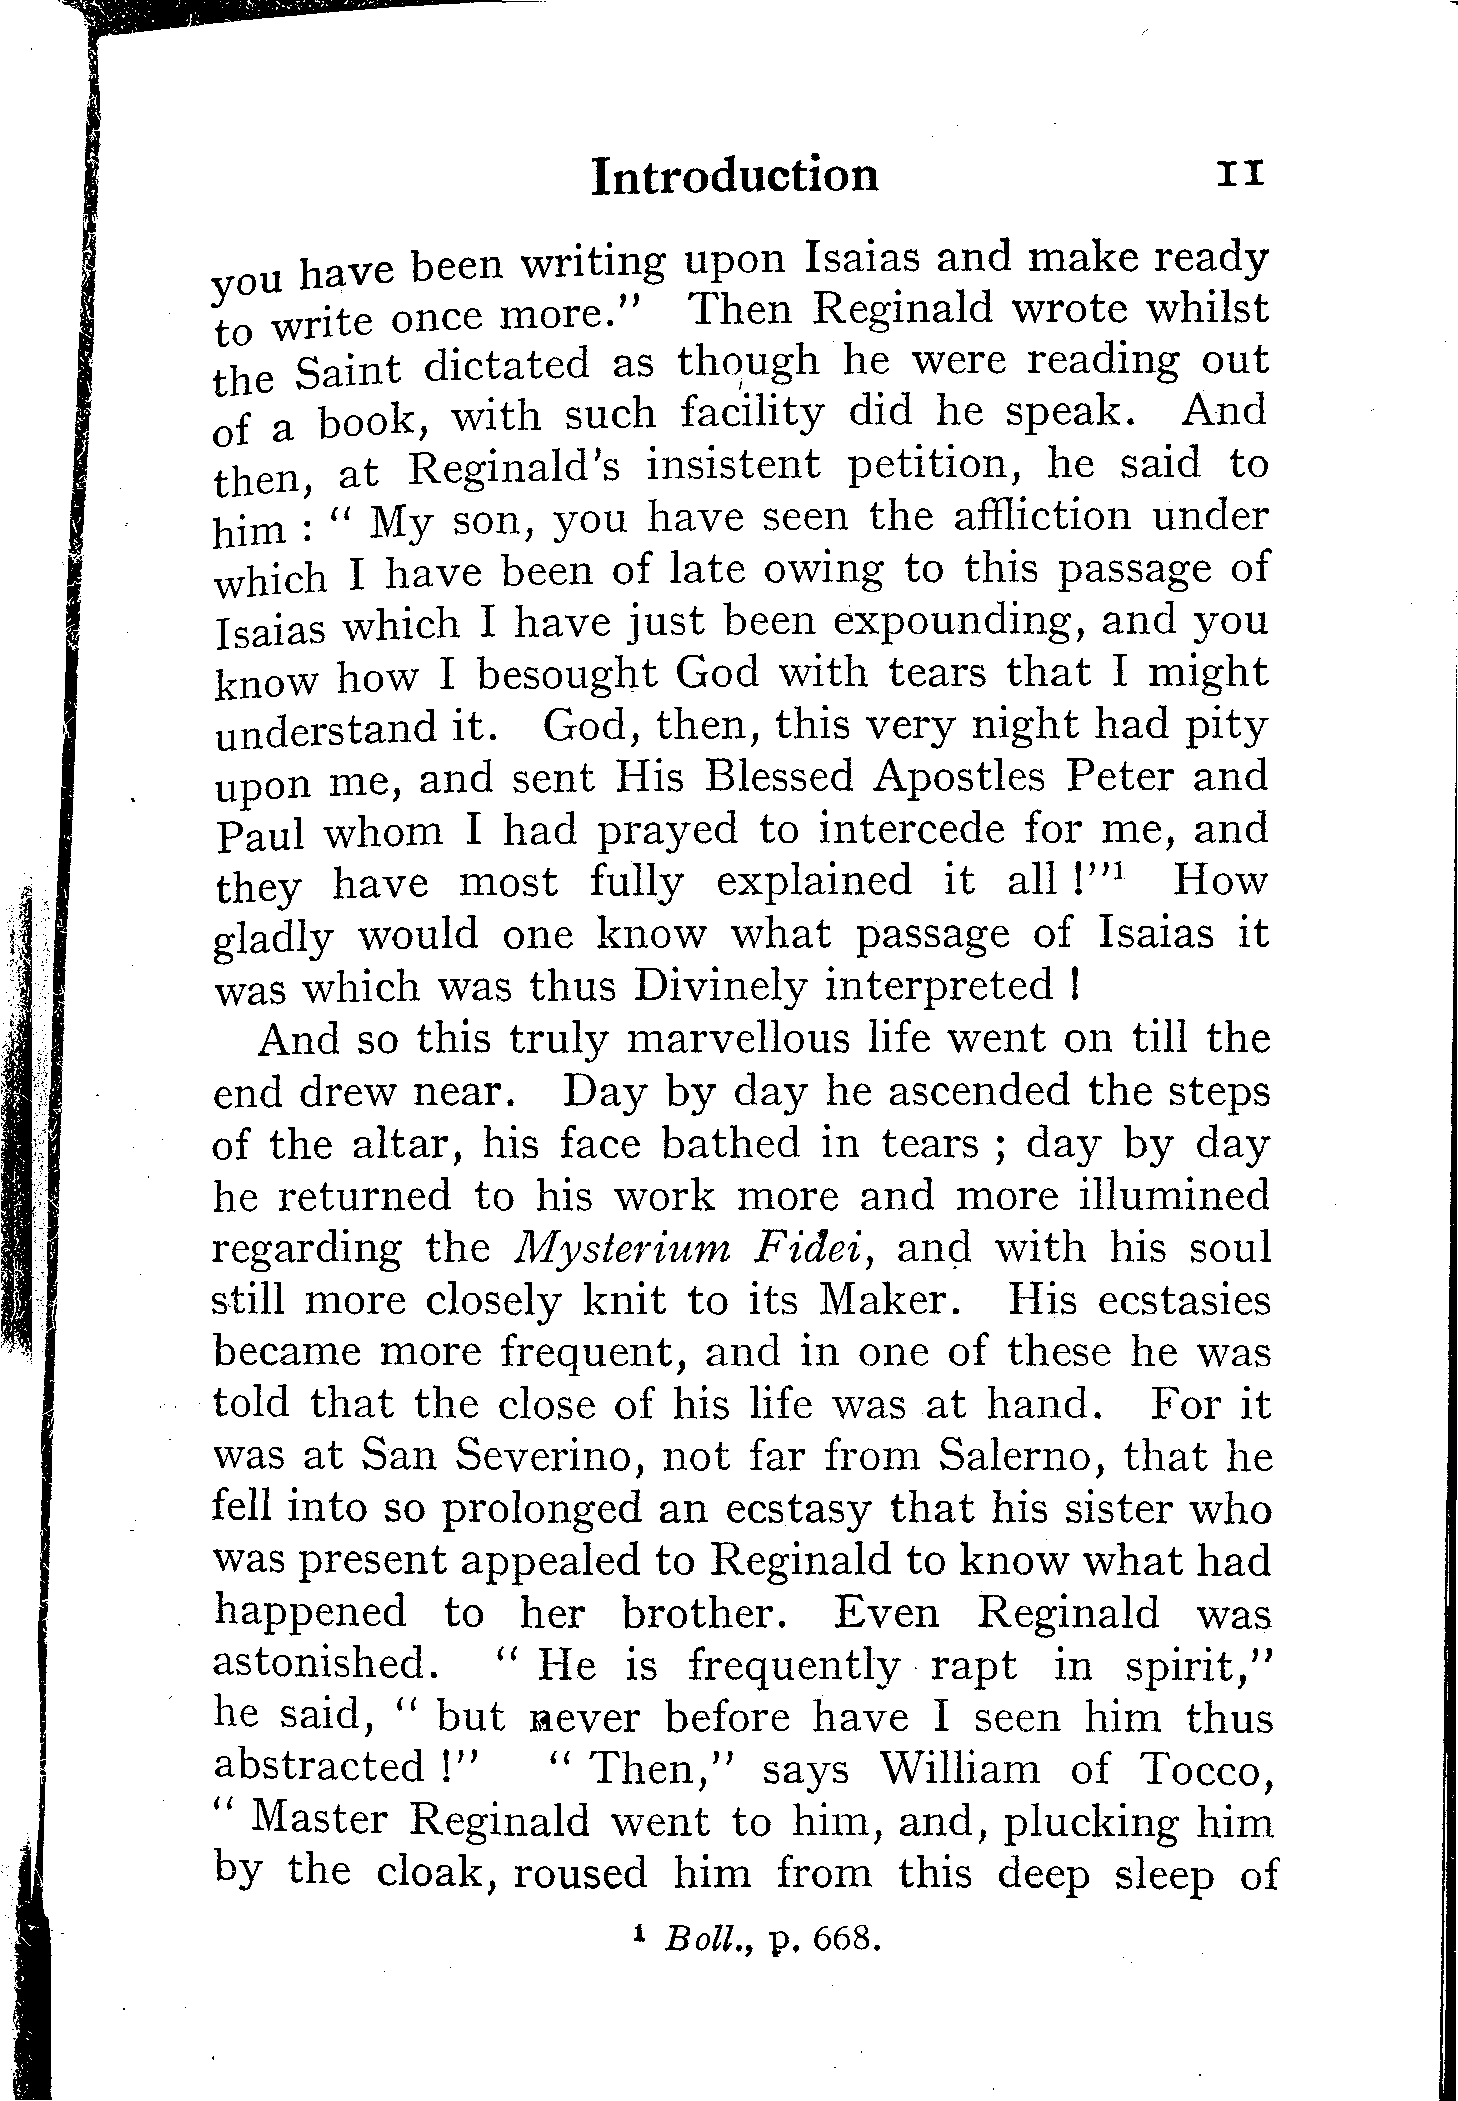 Introduction 11
you have been writing upon Isaias and make ready
to write once more.” Then Reginald wrote whilst
the Saint dictated as though he were reading out
of a book, with such facility did he speak. And
then, at Reginald’s insistent petition, he said to
him : “ My son, you have seen the affliction under
which I have been of late owing to this passage of
Isaias which I have just been expounding, and you
know how I besought God with tears that I might
understand it. God, then, this very night had pity
upon me, and sent His Blessed Apostles Peter and
Paul whom I had prayed to intercede for me, and
they have most fully explained it all !”¹ How
gladly would one know what passage of Isaias it
was which was thus Divinely interpreted !
And so this truly marvellous life went on till the
end drew near. Day by day he ascended the steps
of the altar, his face bathed in tears ; day by day
he returned to his work more and more illumined
regarding the Mysterium Fidei, and with his soul
still more closely knit to its Maker. His ecstasies
became more frequent, and in one of these he was
told that the close of his life was at hand. For it
was at San Severino, not far from Salerno, that he
fell into so prolonged an ecstasy that his sister who
was present appealed to Reginald to know what had
happened to her brother. Even Reginald was
astonished. “ He is frequently rapt in spirit,”
he said, “ but never before have I seen him thus
abstracted !” “ Then,” says William of Tocco,
“ Master Reginald went to him, and, plucking him
by the cloak, roused him from this deep sleep of
¹ Boll., p. 668.